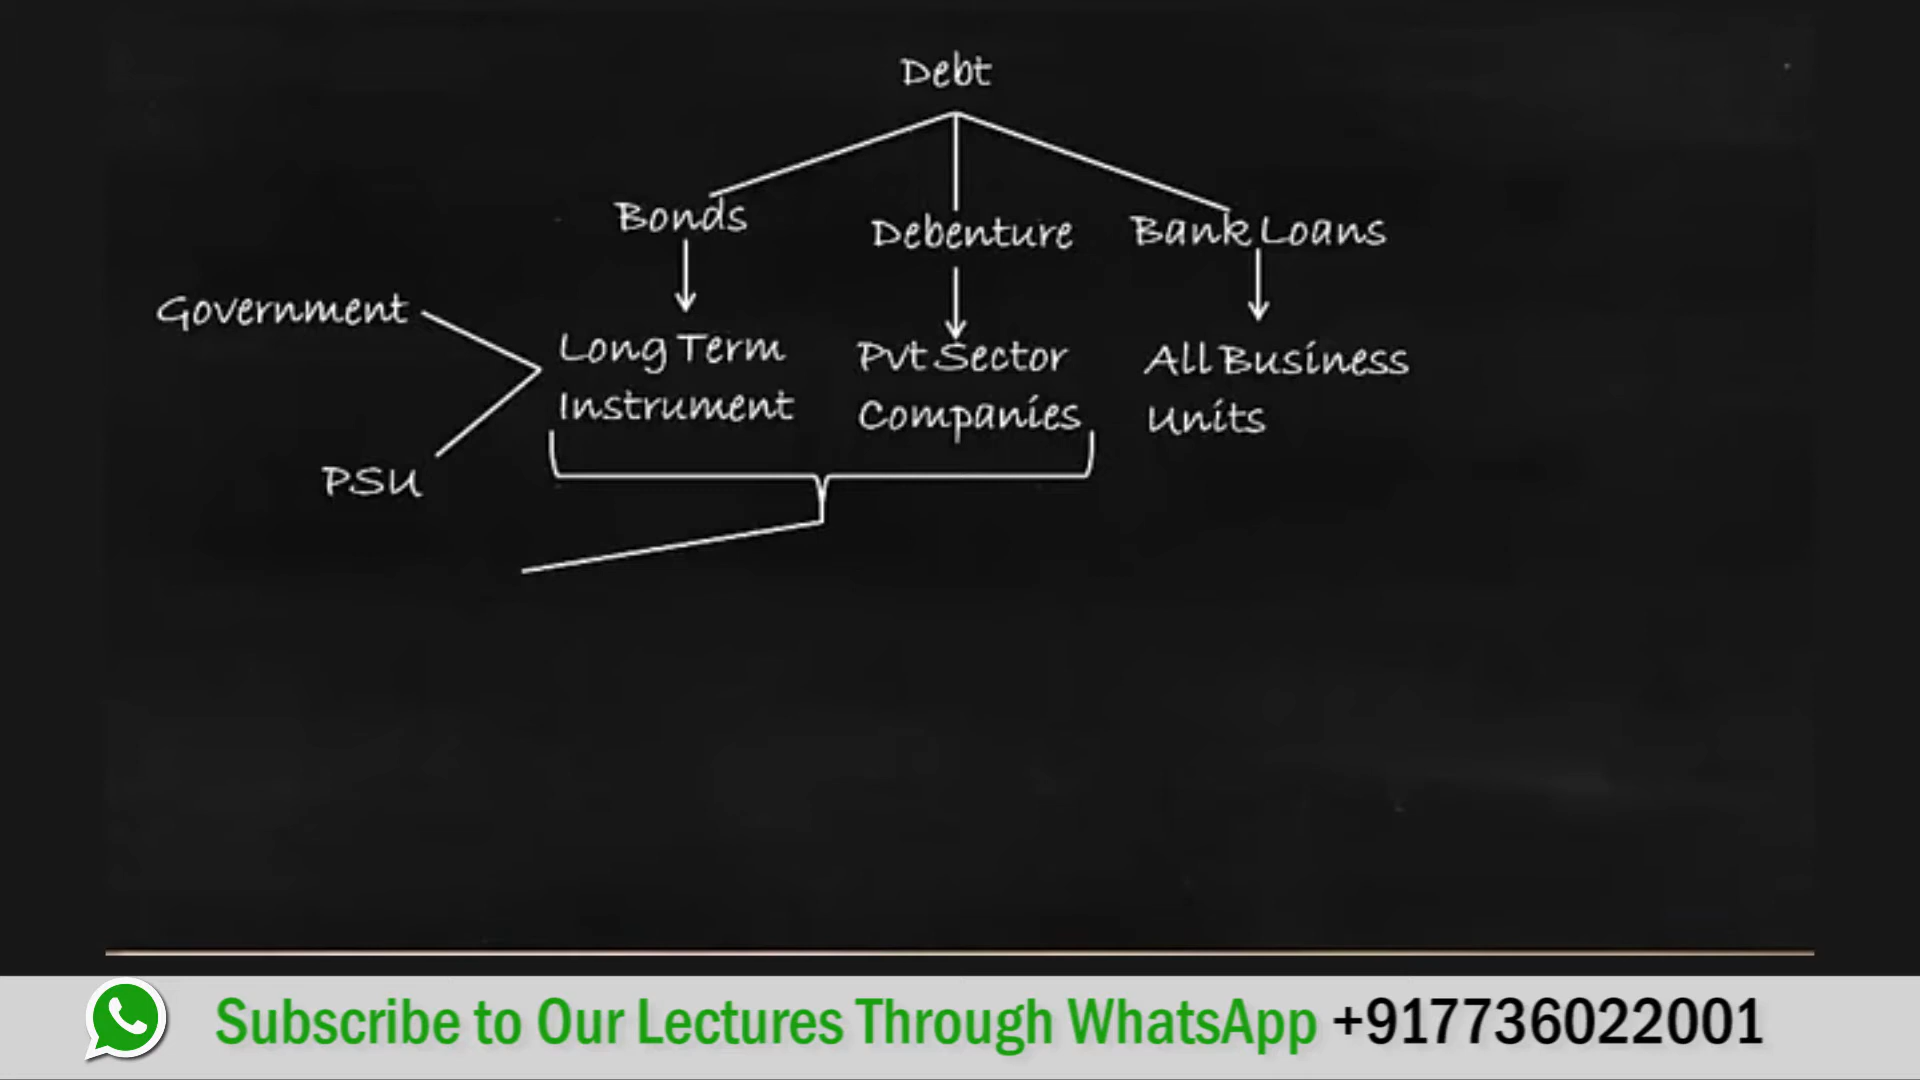 Debt
Bonds
Debenture
Bank Loans
Government
Long Term
Instrument
Pvt Sector
Companies
All Business
Units
PSU
Subscribe to Our Lectures Through WhatsApp +917736022001